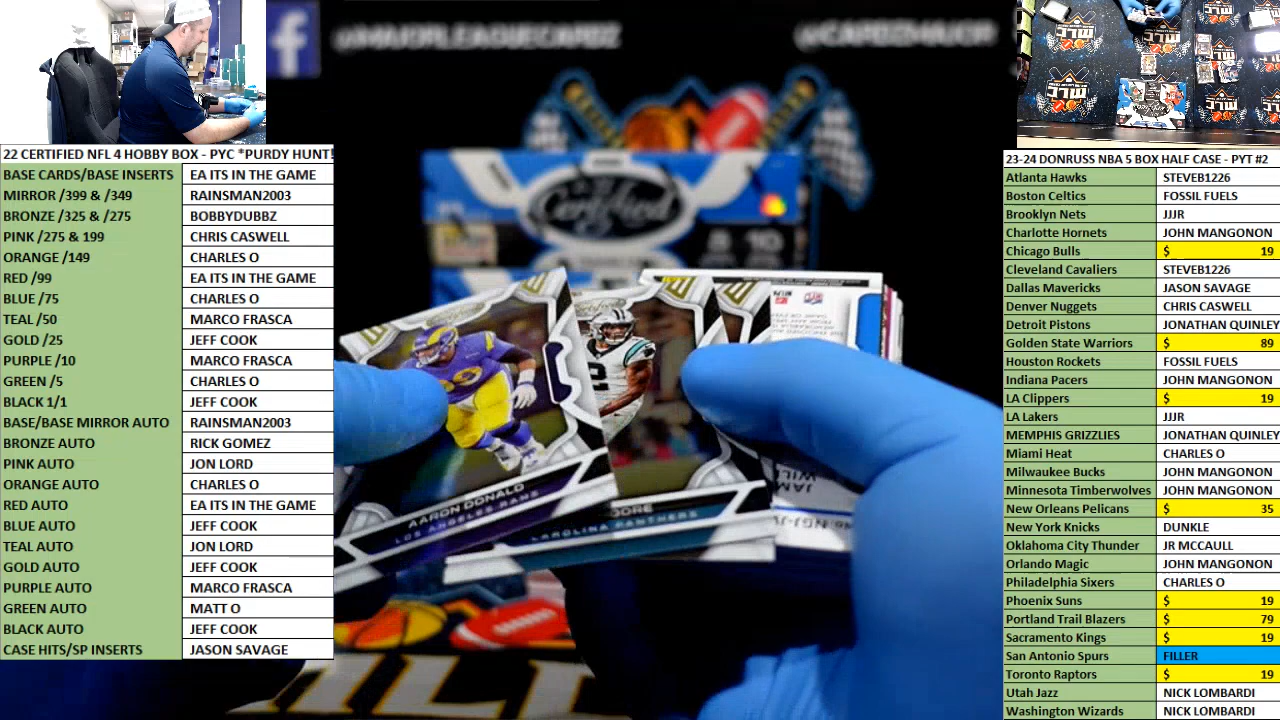 22 CERTIFIED NFL 4 HOBBY BOX - PYC *PURDY HUNT!
BASE CARDS/BASE INSERTS EA ITS IN THE GAME
MIRROR /399 & /349 RAINSMAN2003
BRONZE /325 & /275 BOBBYDUBBZ
PINK /275 & 199 CHRIS CASWELL
ORANGE /149 CHARLES O
RED /99 EA ITS IN THE GAME
BLUE /75 CHARLES O
TEAL /50 MARCO FRASCA
GOLD /25 JEFF COOK
PURPLE /10 MARCO FRASCA
GREEN /5 CHARLES O
BLACK 1/1 JEFF COOK
BASE/BASE MIRROR AUTO RAINSMAN2003
BRONZE AUTO RICK GOMEZ
PINK AUTO JON LORD
ORANGE AUTO CHARLES O
RED AUTO EA ITS IN THE GAME
BLUE AUTO JEFF COOK
TEAL AUTO JON LORD
GOLD AUTO JEFF COOK
PURPLE AUTO MARCO FRASCA
GREEN AUTO MATT O
BLACK AUTO JEFF COOK
CASE HITS/SP INSERTS JASON SAVAGE
Certified
AARON DONALD
LOS ANGELES RAMS
CAROLINA PANTHERS
23-24 DONRUSS NBA 5 BOX HALF CASE - PYT #2
Atlanta Hawks STEVEB1226
Boston Celtics FOSSIL FUELS
Brooklyn Nets JJJR
Charlotte Hornets JOHN MANGONON
Chicago Bulls $ 19
Cleveland Cavaliers STEVEB1226
Dallas Mavericks JASON SAVAGE
Denver Nuggets CHRIS CASWELL
Detroit Pistons JONATHAN QUINLEY
Golden State Warriors $ 89
Houston Rockets FOSSIL FUELS
Indiana Pacers JOHN MANGONON
LA Clippers $ 19
LA Lakers JJJR
MEMPHIS GRIZZLIES JONATHAN QUINLEY
Miami Heat CHARLES O
Milwaukee Bucks JOHN MANGONON
Minnesota Timberwolves JOHN MANGONON
New Orleans Pelicans $ 35
New York Knicks DUNKLE
Oklahoma City Thunder JR MCCAULL
Orlando Magic JOHN MANGONON
Philadelphia Sixers CHARLES O
Phoenix Suns $ 19
Portland Trail Blazers $ 79
Sacramento Kings $ 19
San Antonio Spurs FILLER
Toronto Raptors $ 19
Utah Jazz NICK LOMBARDI
Washington Wizards NICK LOMBARDI